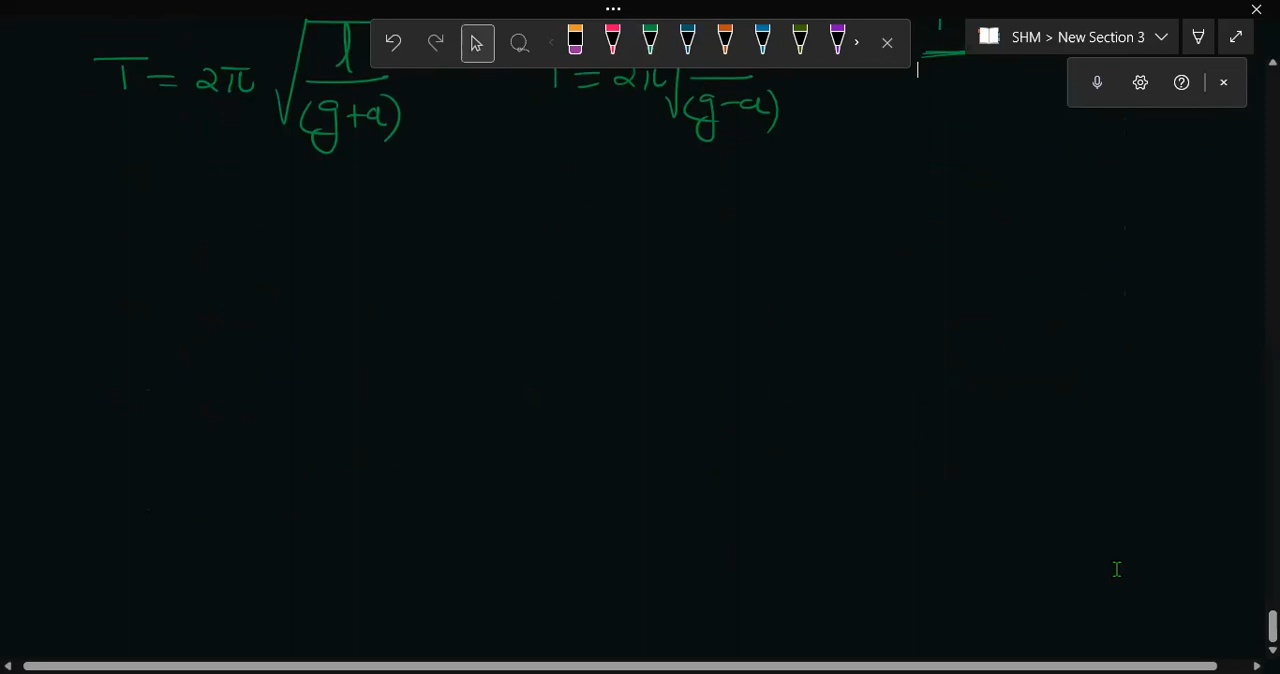 SHM > New Section 3
T = 2π √(l/(g+a))
T = 2π √(/(g-a))